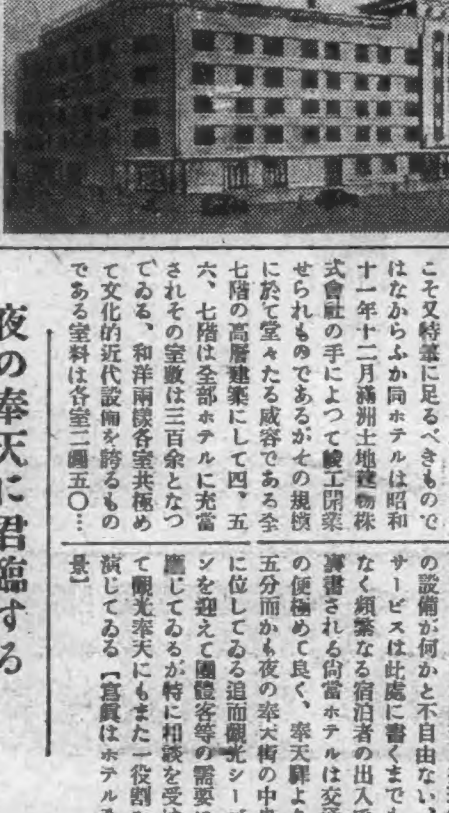 こそ又特筆に足るべきもので
はなからふか同ホテルは昭和
十一年十二月滿洲土地建物株
式會社の手によつて竣工開業
せられものであるがその規模
に於て堂々たる威容である全
七階の高層建築にして四、五
六、七階は全部ホテルに充當
されその室數は三百余となつ
てゐる、和洋兩樣各室共極め
て文化的近代設備を誇るもの
である室料は各室二圓五〇…
の設備が何かと不自由ない、
サービスは此處に書くまでも
なく頻繁なる宿泊者の出入で
書される尙當ホテルは交通
の便極めて良く、奉天驛より
五分而かも夜の奉天街の中央
に位してゐる追而觀光シーズ
ンを迎えて團體客等の需要に
應じてゐるが特に相談を受け
て觀光奉天にもまた一役割を
演じてゐる【寫眞はホテル
景】
夜の奉天に君臨する